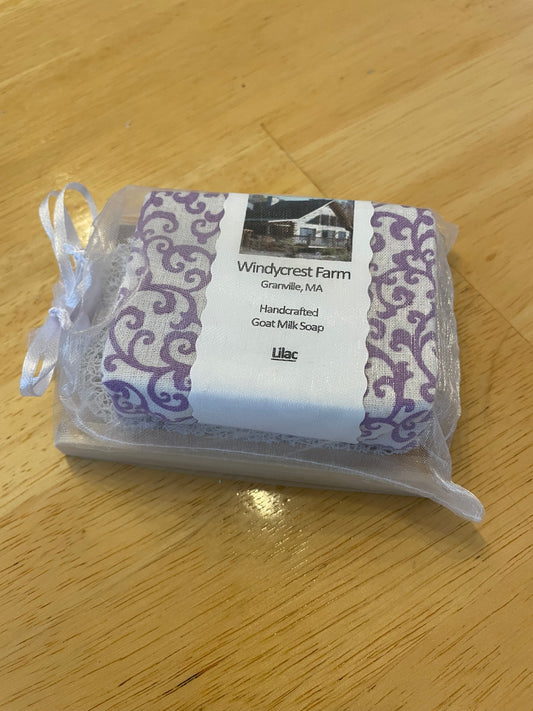 Windycrest Farm
Granville, MA
Handcrafted
Goat Milk Soap
Lilac